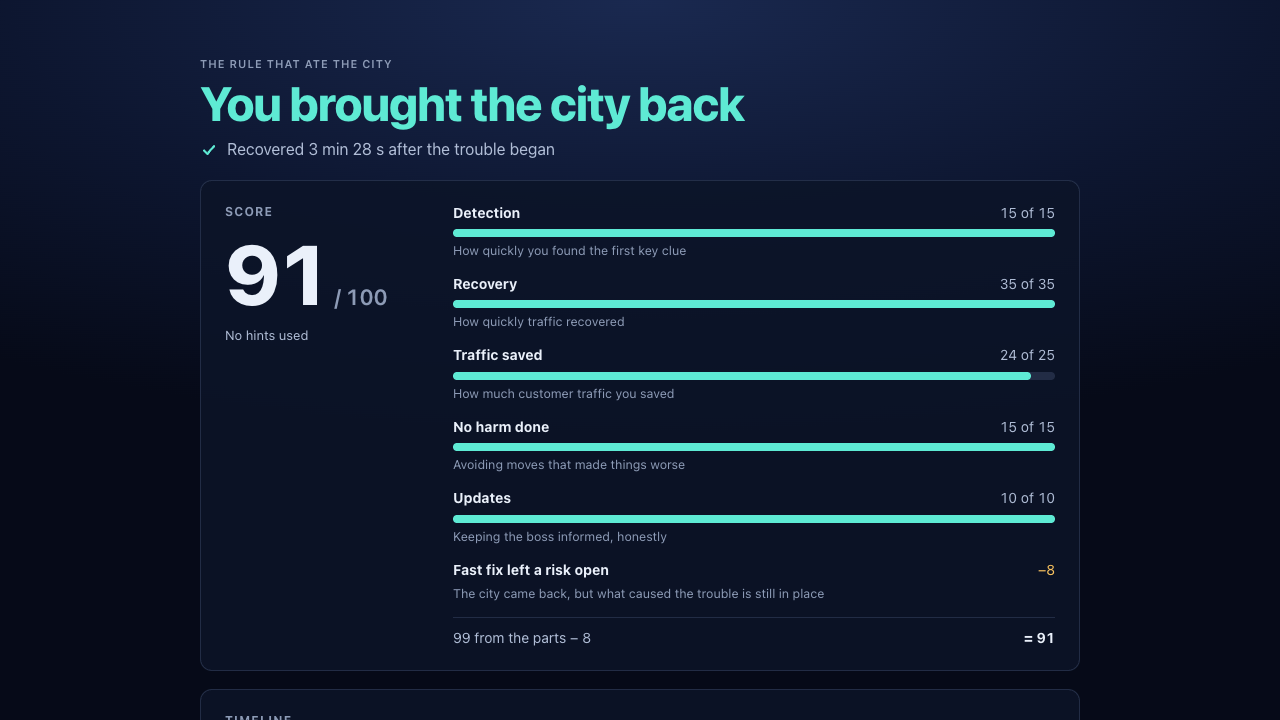 THE RULE THAT ATE THE CITY
You brought the city back
Recovered 3 min 28 s after the trouble began
SCORE
91 / 100
No hints used
Detection 15 of 15
How quickly you found the first key clue
Recovery 35 of 35
How quickly traffic recovered
Traffic saved 24 of 25
How much customer traffic you saved
No harm done 15 of 15
Avoiding moves that made things worse
Updates 10 of 10
Keeping the boss informed, honestly
Fast fix left a risk open −8
The city came back, but what caused the trouble is still in place
99 from the parts − 8 = 91
TIMELINE